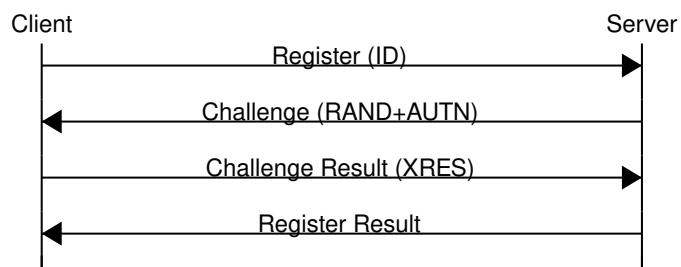 Client
Server
Register (ID)
Challenge (RAND+AUTN)
Challenge Result (XRES)
Register Result